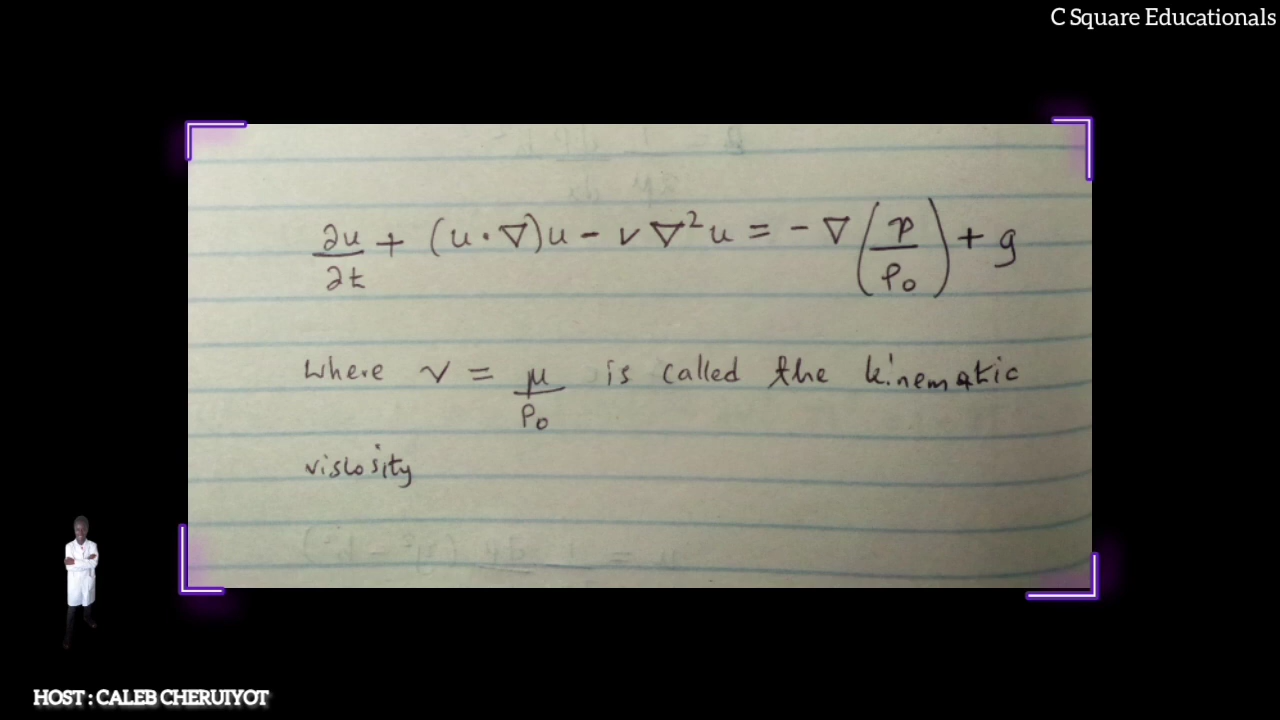 C Square Educationals
∂u/∂t + (u·∇)u - ν∇²u = -∇(p/ρ₀) + g
where ν = μ/ρ₀ is called the kinematic
viscosity
HOST : CALEB CHERUIYOT